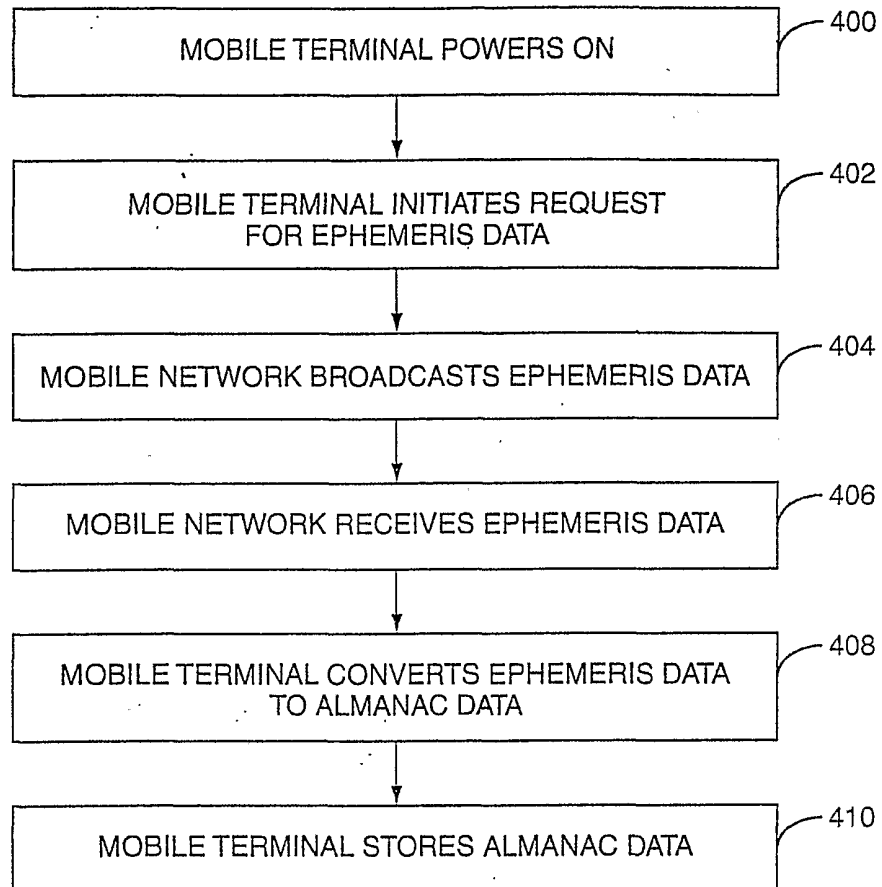 MOBILE TERMINAL POWERS ON
400
MOBILE TERMINAL INITIATES REQUEST
FOR EPHEMERIS DATA
402
MOBILE NETWORK BROADCASTS EPHEMERIS DATA
404
MOBILE NETWORK RECEIVES EPHEMERIS DATA
406
MOBILE TERMINAL CONVERTS EPHEMERIS DATA
TO ALMANAC DATA
408
MOBILE TERMINAL STORES ALMANAC DATA
410